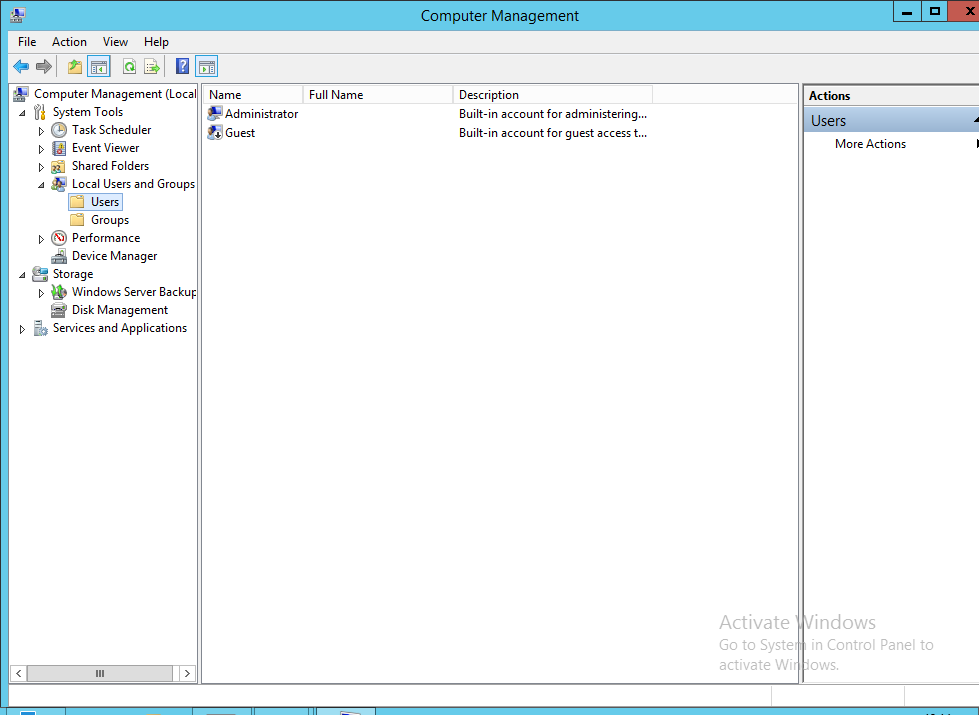 Computer Management
File Action View Help
Computer Management (Local
System Tools
Task Scheduler
Event Viewer
Shared Folders
Local Users and Groups
Users
Groups
Performance
Device Manager
Storage
Windows Server Backup
Disk Management
Services and Applications
Name Full Name Description
Administrator Built-in account for administering...
Guest Built-in account for guest access t...
Actions
Users
More Actions
Activate Windows
Go to System in Control Panel to
activate Windows.